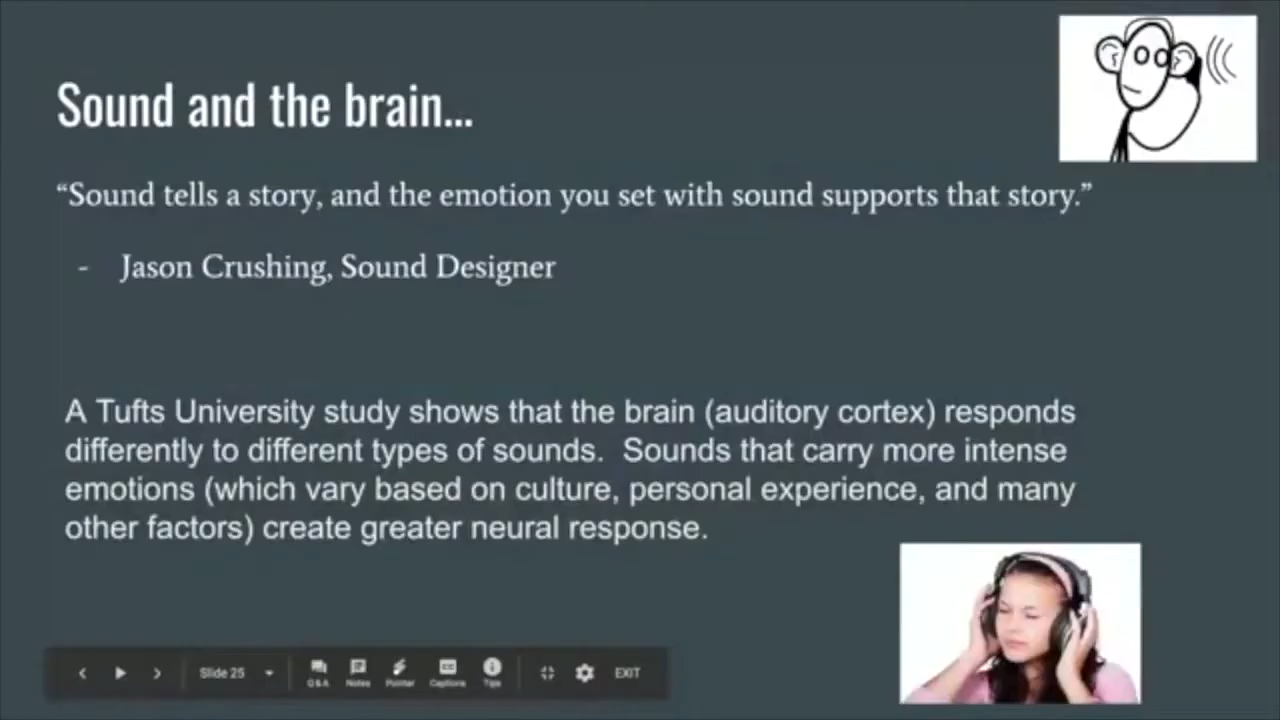 Sound and the brain...
“Sound tells a story, and the emotion you set with sound supports that story.”
- Jason Crushing, Sound Designer
A Tufts University study shows that the brain (auditory cortex) responds
differently to different types of sounds.  Sounds that carry more intense
emotions (which vary based on culture, personal experience, and many
other factors) create greater neural response.
Slide 25
Q&A Notes Pointer Captions Tips
EXIT